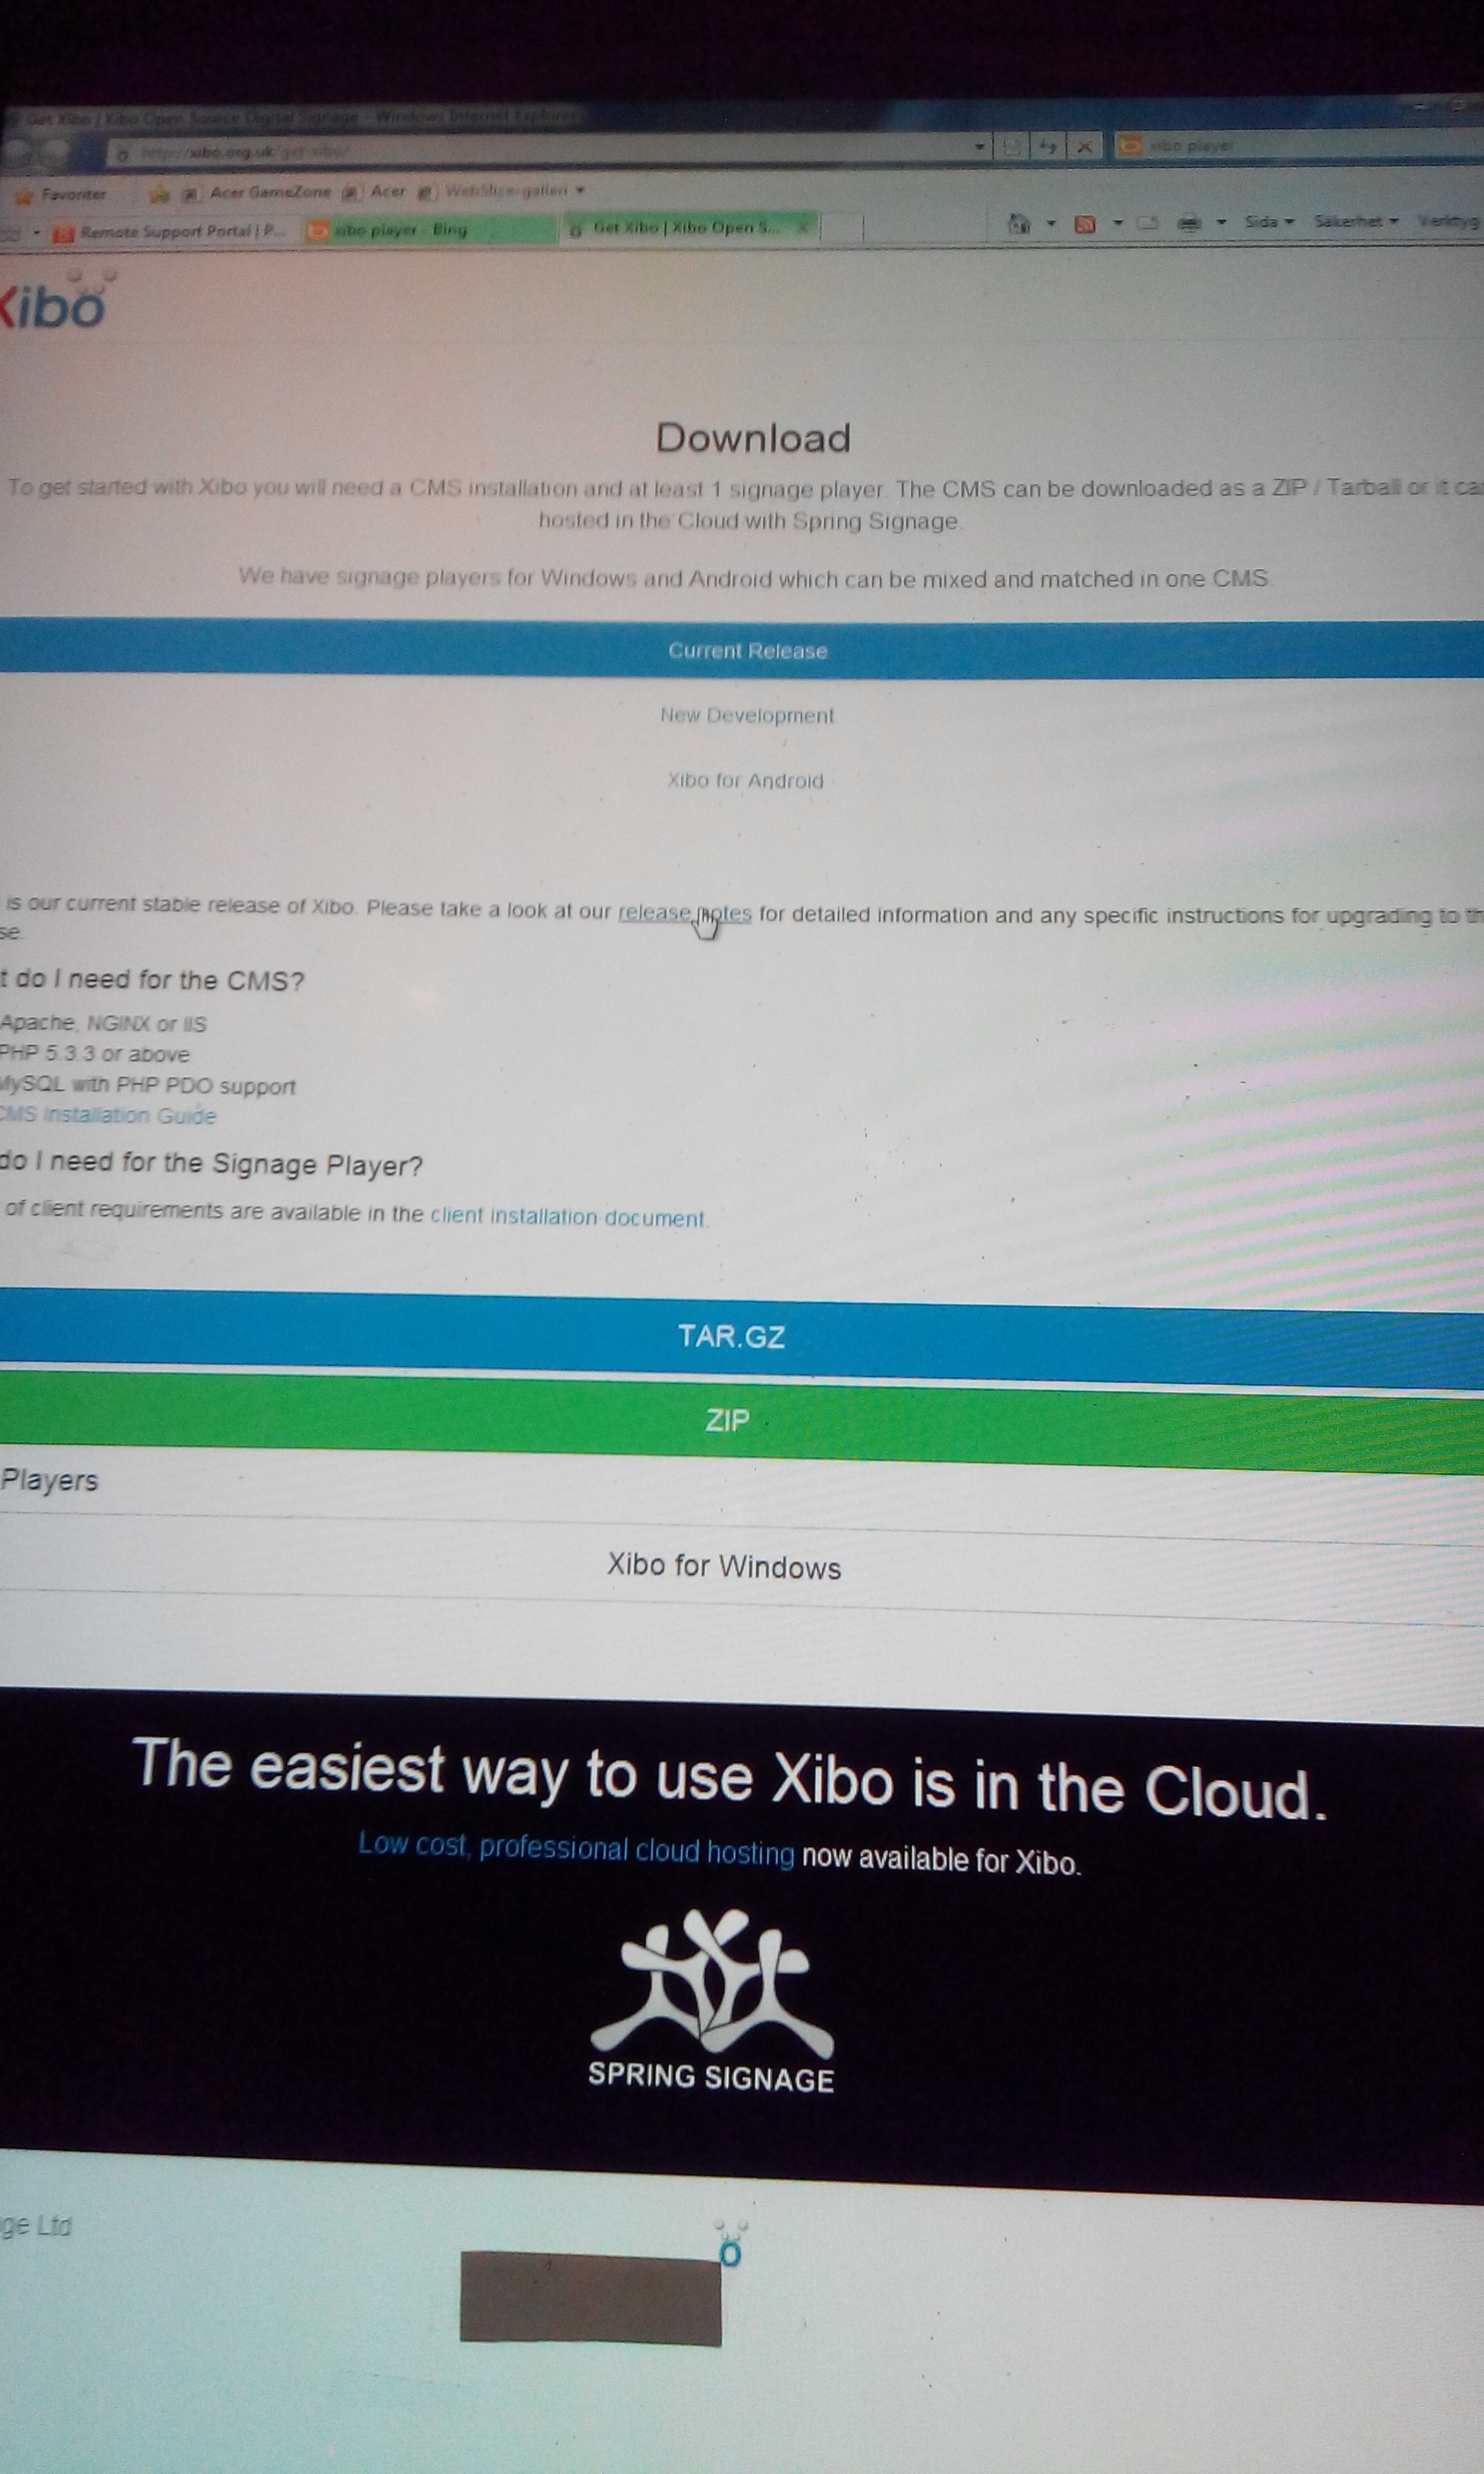 Get Xibo | Xibo Open Source Digital Signage - Windows Internet Explorer
http://xibo.org.uk/get-xibo/
xibo player
Favoriter Acer GameZone Acer WebSlice-galleri
Remote Support Portal | P... xibo player - Bing Get Xibo | Xibo Open S... Sida Säkerhet Verktyg
Xibo
Download
To get started with Xibo you will need a CMS installation and at least 1 signage player. The CMS can be downloaded as a ZIP / Tarball or it can
hosted in the Cloud with Spring Signage.
We have signage players for Windows and Android which can be mixed and matched in one CMS.
Current Release
New Development
Xibo for Android
is our current stable release of Xibo. Please take a look at our release notes for detailed information and any specific instructions for upgrading to th
se.
t do I need for the CMS?
Apache, NGINX or IIS
PHP 5.3.3 or above
MySQL with PHP PDO support
CMS Installation Guide
do I need for the Signage Player?
of client requirements are available in the client installation document.
TAR.GZ
ZIP
Players
Xibo for Windows
The easiest way to use Xibo is in the Cloud.
Low cost, professional cloud hosting now available for Xibo.
SPRING SIGNAGE
ge Ltd
o